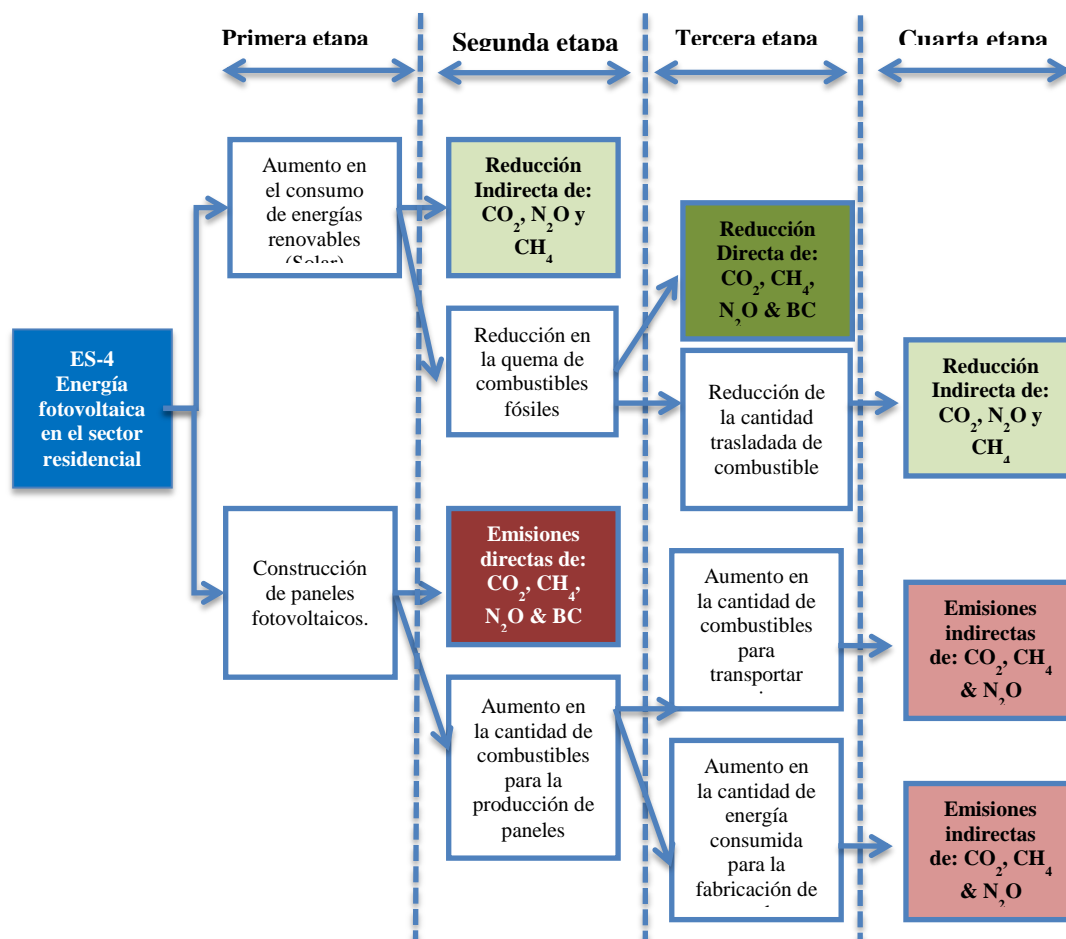 Primera etapa
Segunda etapa
Tercera etapa
Cuarta etapa
Aumento en
el consumo
de energías
renovables
(Solar)
Reducción
Indirecta de:
CO₂, N₂O y
CH₄
Reducción
Directa de:
CO₂, CH₄,
N₂O & BC
Reducción en
la quema de
combustibles
fósiles
ES-4
Energía
fotovoltaica
en el sector
residencial
Reducción de
la cantidad
trasladada de
combustible
Reducción
Indirecta de:
CO₂, N₂O y
CH₄
Construcción
de paneles
fotovoltaicos.
Emisiones
directas de:
CO₂, CH₄,
N₂O & BC
Aumento en
la cantidad de
combustibles
para
transportar
Emisiones
indirectas
de: CO₂, CH₄
& N₂O
Aumento en
la cantidad de
combustibles
para la
producción de
paneles
Aumento en
la cantidad de
energía
consumida
para la
fabricación de
Emisiones
indirectas
de: CO₂, CH₄
& N₂O